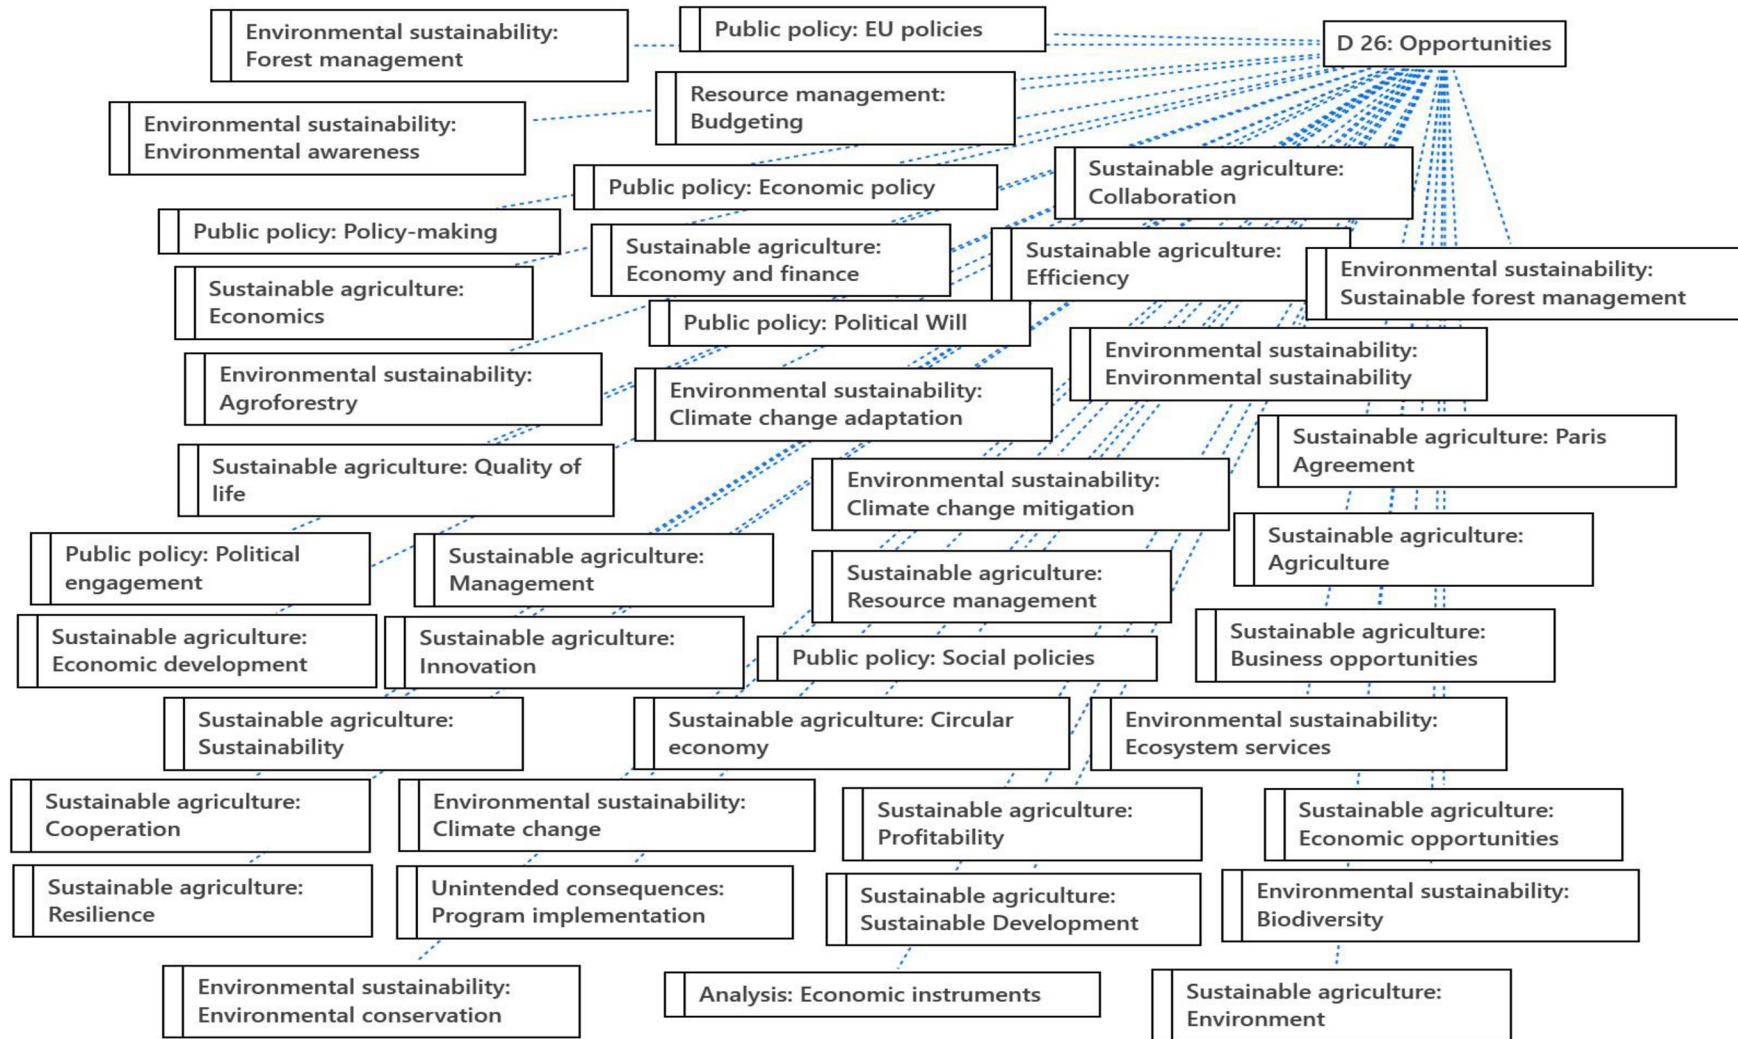 Environmental sustainability:
Forest management
Public policy: EU policies
D 26: Opportunities
Resource management:
Budgeting
Environmental sustainability:
Environmental awareness
Sustainable agriculture:
Collaboration
Public policy: Economic policy
Public policy: Policy-making
Sustainable agriculture:
Economy and finance
Sustainable agriculture:
Efficiency
Environmental sustainability:
Sustainable forest management
Sustainable agriculture:
Economics
Public policy: Political Will
Environmental sustainability:
Environmental sustainability
Environmental sustainability:
Agroforestry
Environmental sustainability:
Climate change adaptation
Sustainable agriculture: Paris
Agreement
Sustainable agriculture: Quality of
life
Environmental sustainability:
Climate change mitigation
Sustainable agriculture:
Agriculture
Public policy: Political
engagement
Sustainable agriculture:
Management
Sustainable agriculture:
Resource management
Sustainable agriculture:
Business opportunities
Sustainable agriculture:
Economic development
Sustainable agriculture:
Innovation
Public policy: Social policies
Sustainable agriculture:
Sustainability
Sustainable agriculture: Circular
economy
Environmental sustainability:
Ecosystem services
Sustainable agriculture:
Cooperation
Environmental sustainability:
Climate change
Sustainable agriculture:
Profitability
Sustainable agriculture:
Economic opportunities
Sustainable agriculture:
Resilience
Unintended consequences:
Program implementation
Sustainable agriculture:
Sustainable Development
Environmental sustainability:
Biodiversity
Environmental sustainability:
Environmental conservation
Analysis: Economic instruments
Sustainable agriculture:
Environment